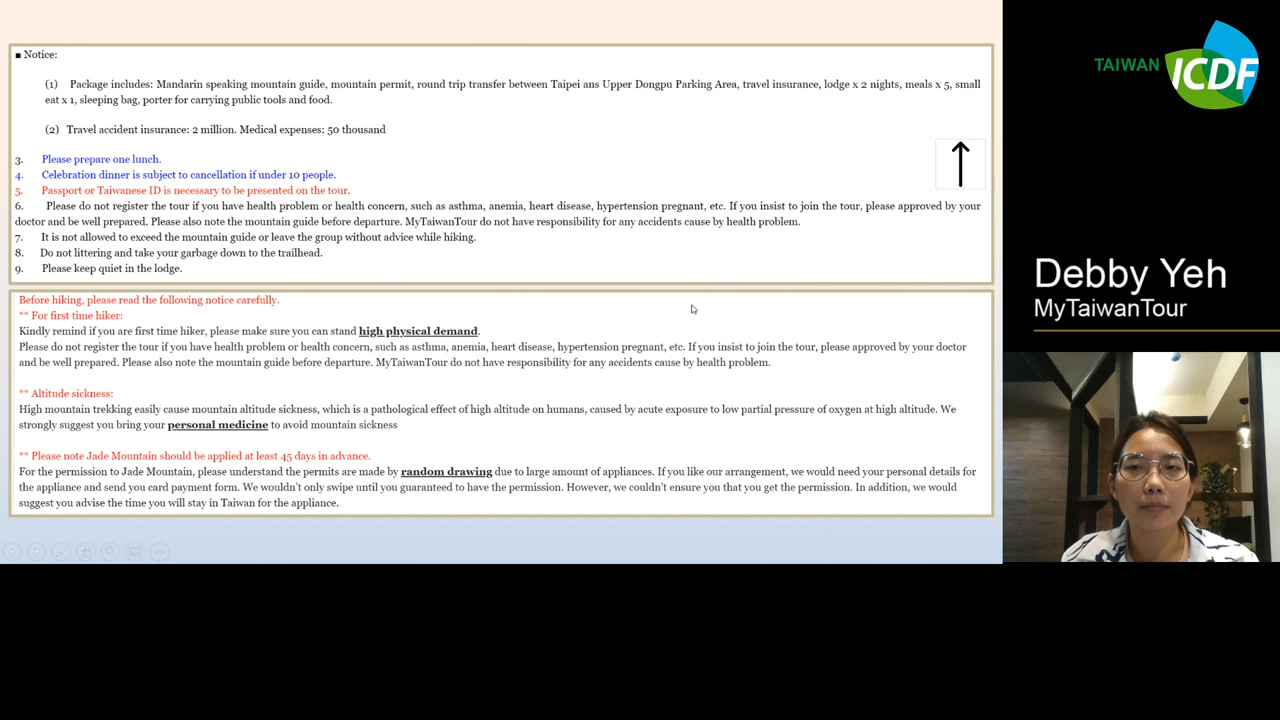 ■ Notice:
(1) Package includes: Mandarin speaking mountain guide, mountain permit, round trip transfer between Taipei ans Upper Dongpu Parking Area, travel insurance, lodge x 2 nights, meals x 5, small
eat x 1, sleeping bag, porter for carrying public tools and food.
(2) Travel accident insurance: 2 million. Medical expenses: 50 thousand
3. Please prepare one lunch.
4. Celebration dinner is subject to cancellation if under 10 people.
5. Passport or Taiwanese ID is necessary to be presented on the tour.
6. Please do not register the tour if you have health problem or health concern, such as asthma, anemia, heart disease, hypertension pregnant, etc. If you insist to join the tour, please approved by your
doctor and be well prepared. Please also note the mountain guide before departure. MyTaiwanTour do not have responsibility for any accidents cause by health problem.
7. It is not allowed to exceed the mountain guide or leave the group without advice while hiking.
8. Do not littering and take your garbage down to the trailhead.
9. Please keep quiet in the lodge.
Before hiking, please read the following notice carefully.
** For first time hiker:
Kindly remind if you are first time hiker, please make sure you can stand high physical demand.
Please do not register the tour if you have health problem or health concern, such as asthma, anemia, heart disease, hypertension pregnant, etc. If you insist to join the tour, please approved by your doctor
and be well prepared. Please also note the mountain guide before departure. MyTaiwanTour do not have responsibility for any accidents cause by health problem.
** Altitude sickness:
High mountain trekking easily cause mountain altitude sickness, which is a pathological effect of high altitude on humans, caused by acute exposure to low partial pressure of oxygen at high altitude. We
strongly suggest you bring your personal medicine to avoid mountain sickness
** Please note Jade Mountain should be applied at least 45 days in advance.
For the permission to Jade Mountain, please understand the permits are made by random drawing due to large amount of appliances. If you like our arrangement, we would need your personal details for
the appliance and send you card payment form. We wouldn't only swipe until you guaranteed to have the permission. However, we couldn't ensure you that you get the permission. In addition, we would
suggest you advise the time you will stay in Taiwan for the appliance.
TAIWAN ICDF
Debby Yeh
MyTaiwanTour